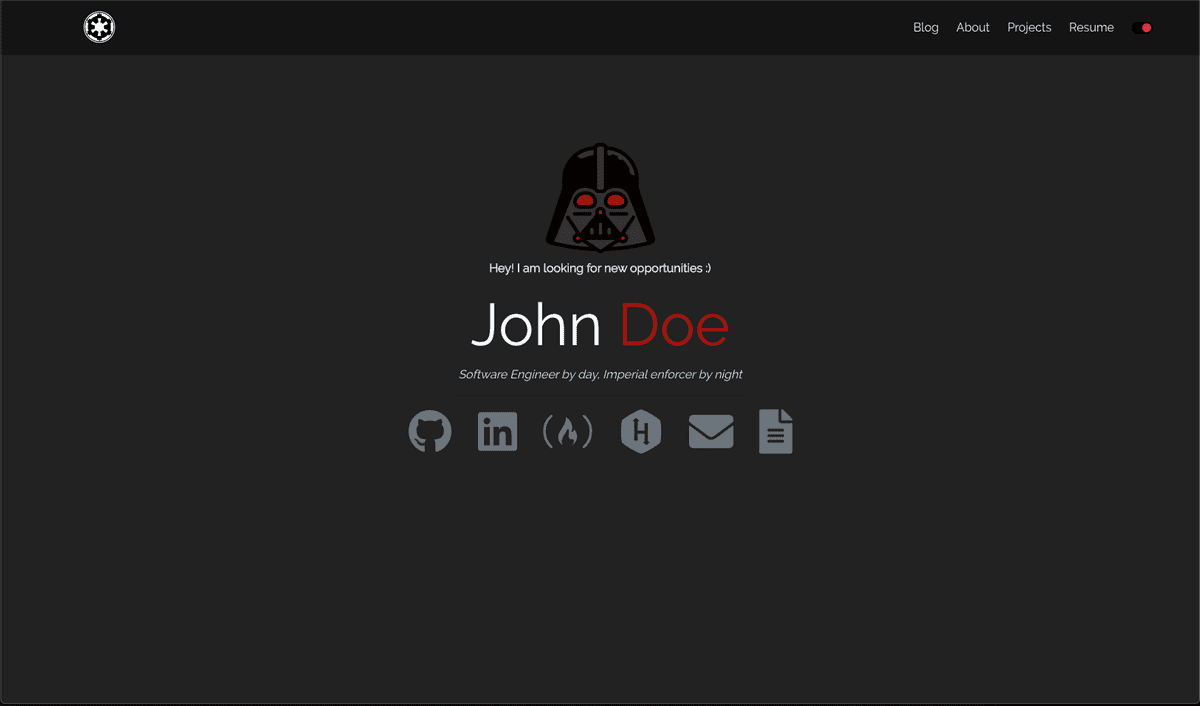 Blog About Projects Resume
Hey! I am looking for new opportunities :)
John Doe
Software Engineer by day, Imperial enforcer by night